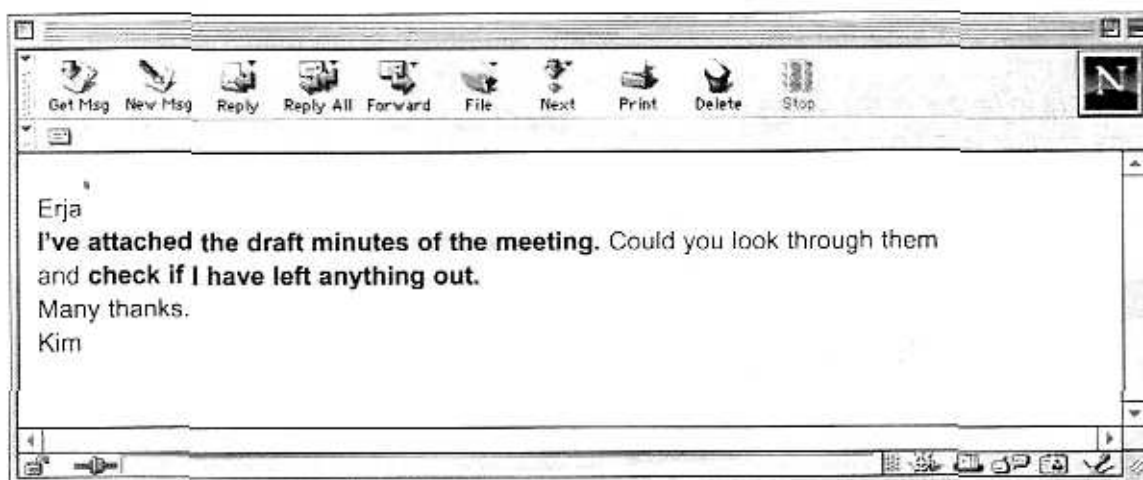 N
Get Msg New Msg Reply Reply All Forward File Next Print Delete Stop
Erja
I've attached the draft minutes of the meeting. Could you look through them
and check if I have left anything out.
Many thanks.
Kim